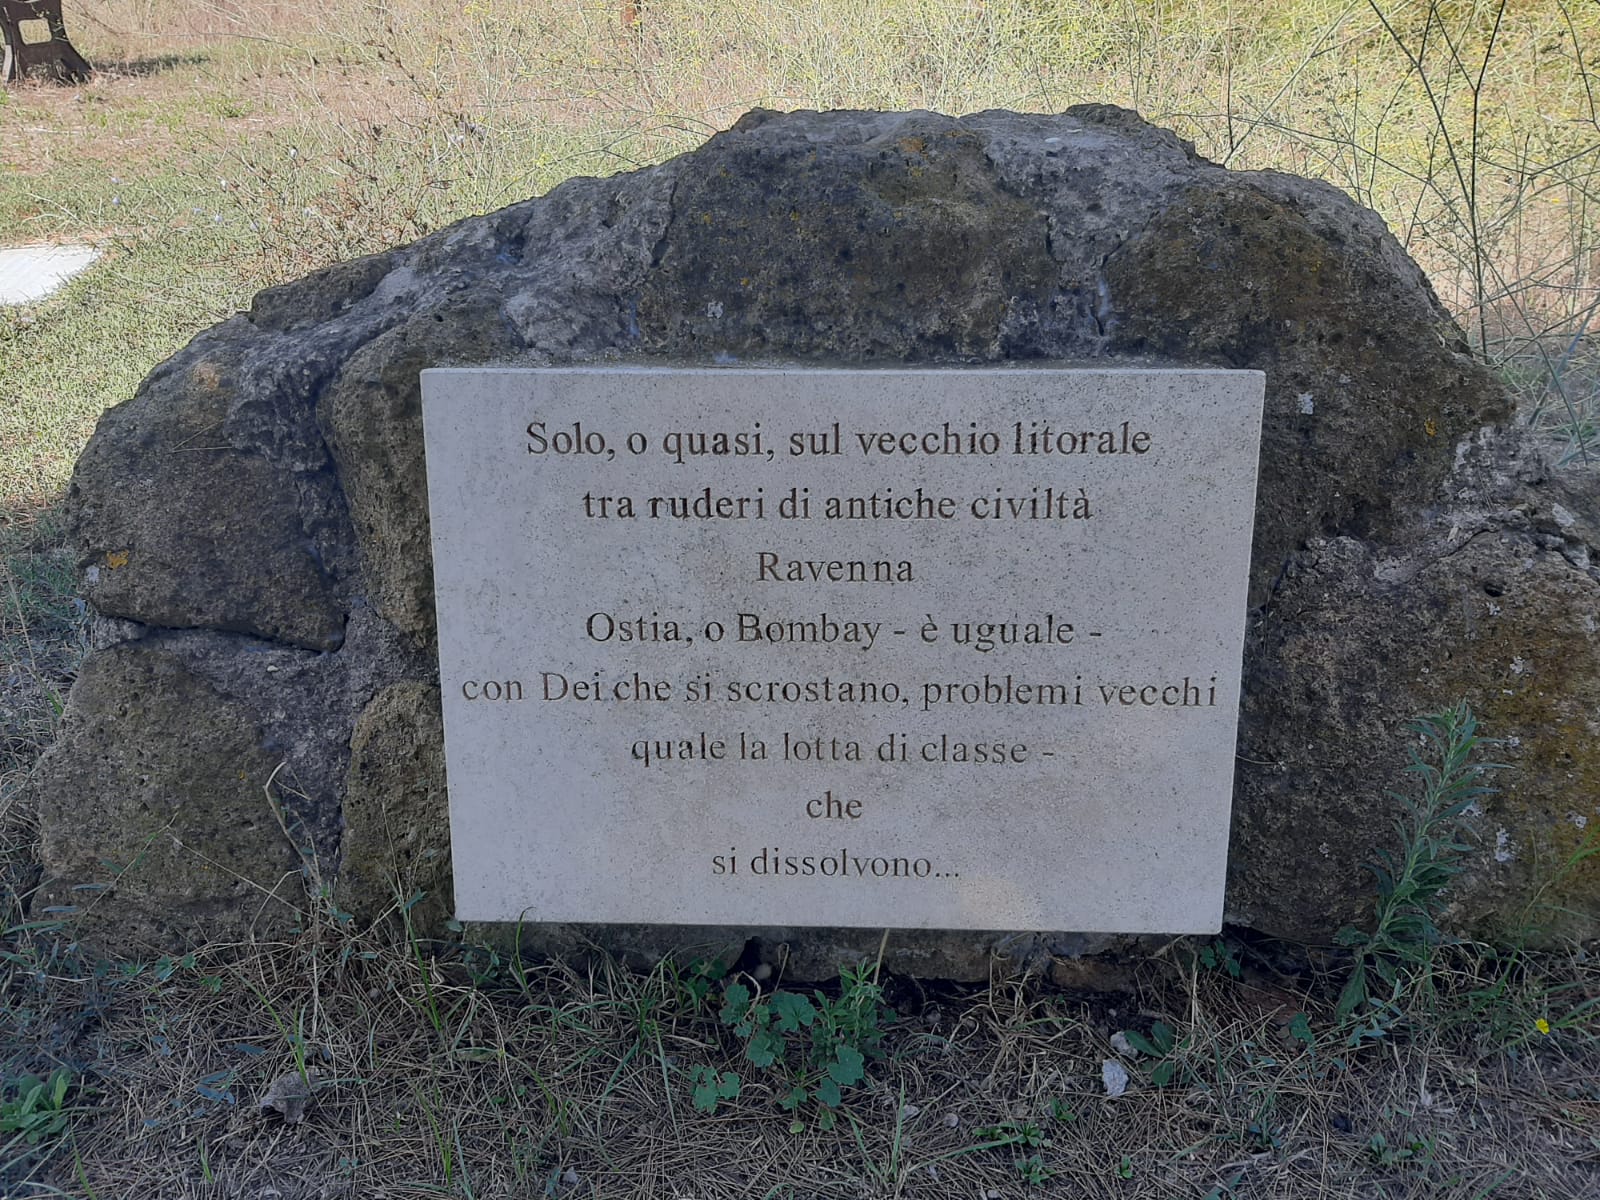 Solo, o quasi, sul vecchio litorale
tra ruderi di antiche civiltà
Ravenna
Ostia, o Bombay - è uguale -
con Dei che si scrostano, problemi vecchi
quale la lotta di classe -
che
si dissolvono...